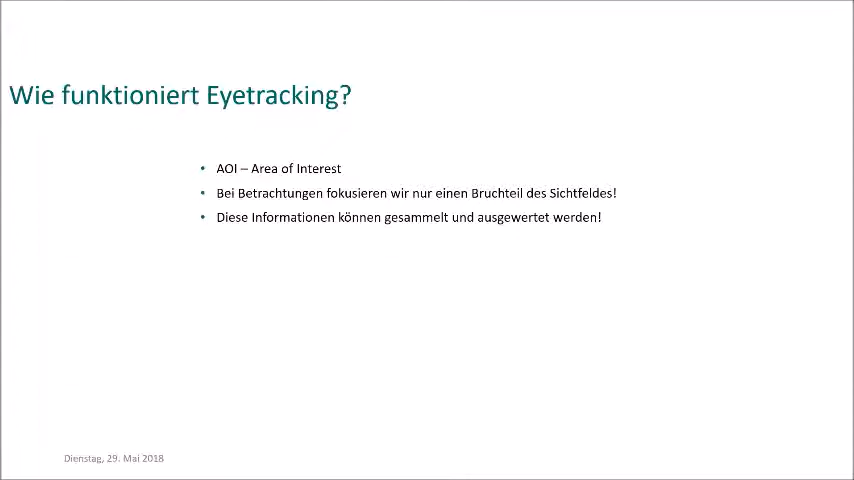 Wie funktioniert Eyetracking?
• AOI – Area of Interest
• Bei Betrachtungen fokusieren wir nur einen Bruchteil des Sichtfeldes!
• Diese Informationen können gesammelt und ausgewertet werden!
Dienstag, 29. Mai 2018